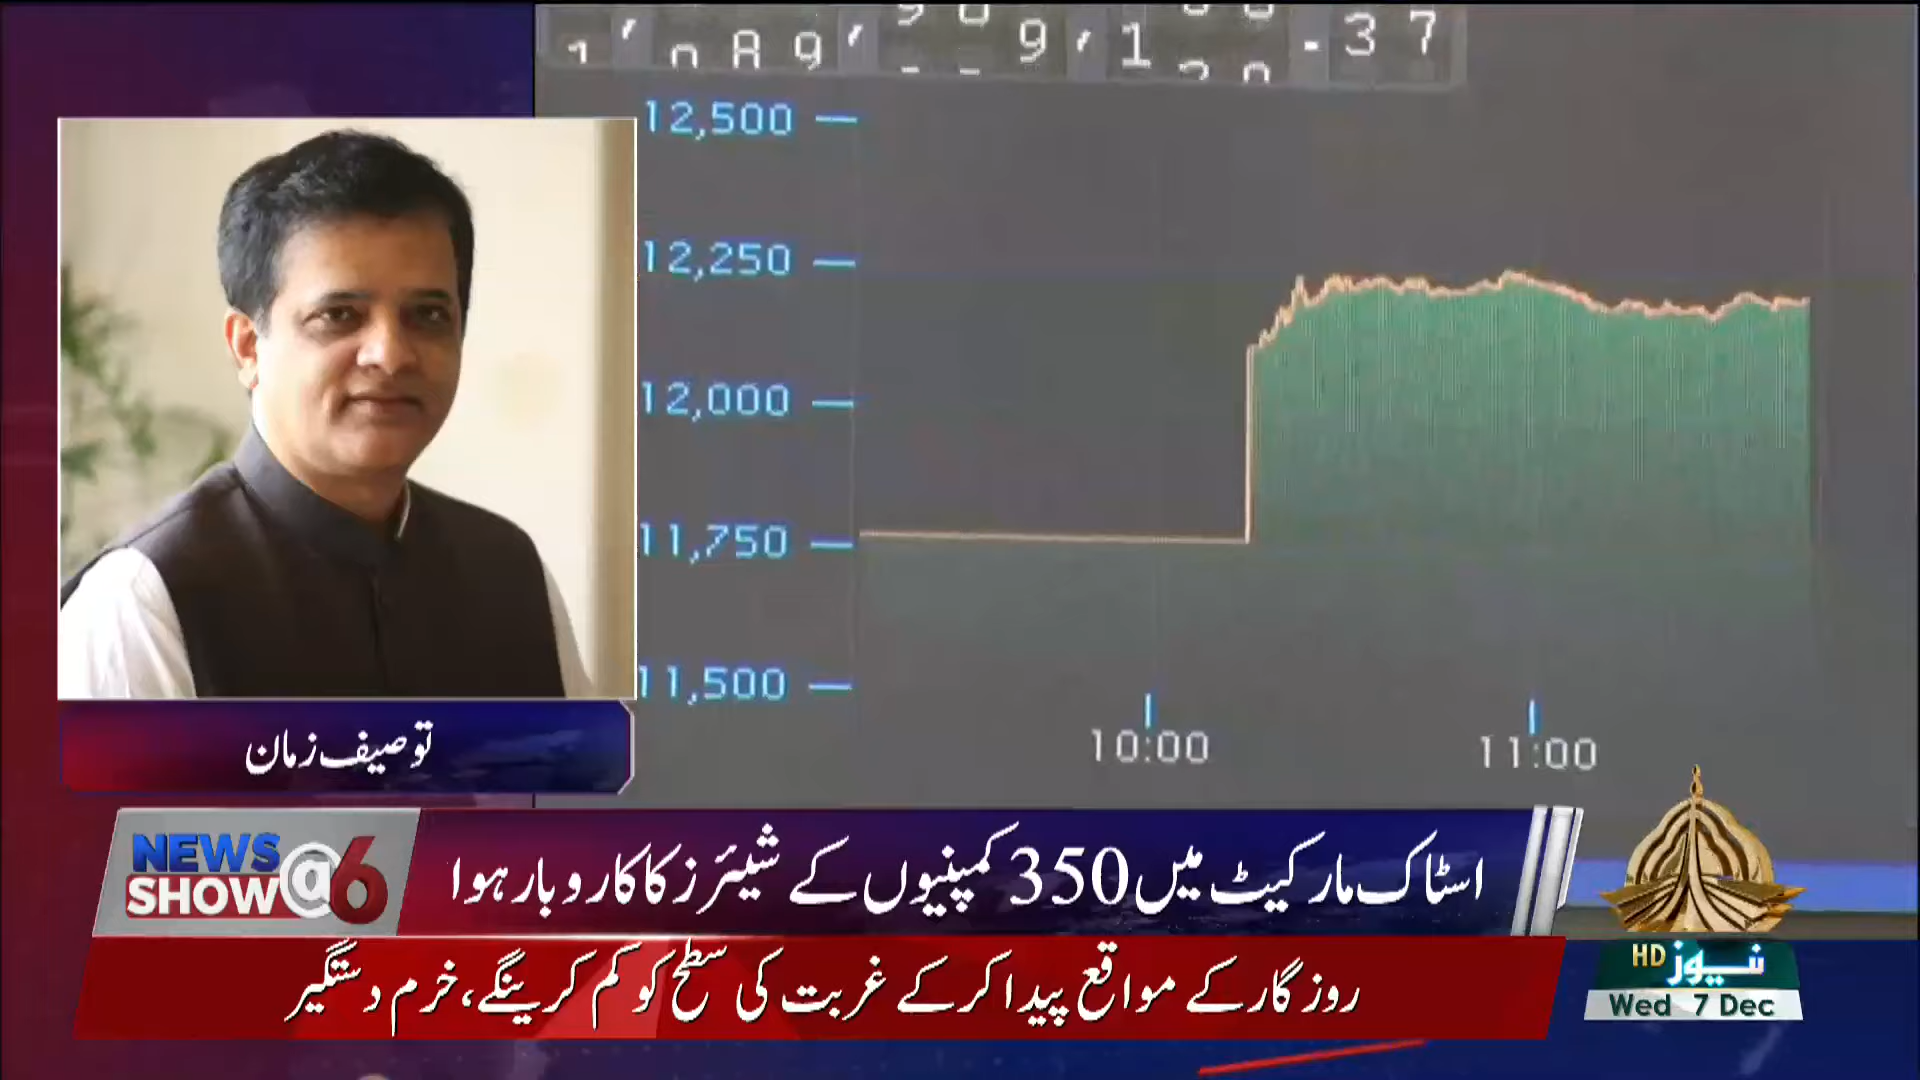 12,500
12,250
12,000
11,750
11,500
10:00
11:00
توصیف زمان
NEWS
SHOW@6
اسٹاک مارکیٹ میں 350 کمپنیوں کے شیئرز کا کاروبار ہوا
روزگار کے مواقع پیدا کر کے غربت کی سطح کو کم کرینگے، خرم دستگیر
HD نیوز
Wed 7 Dec